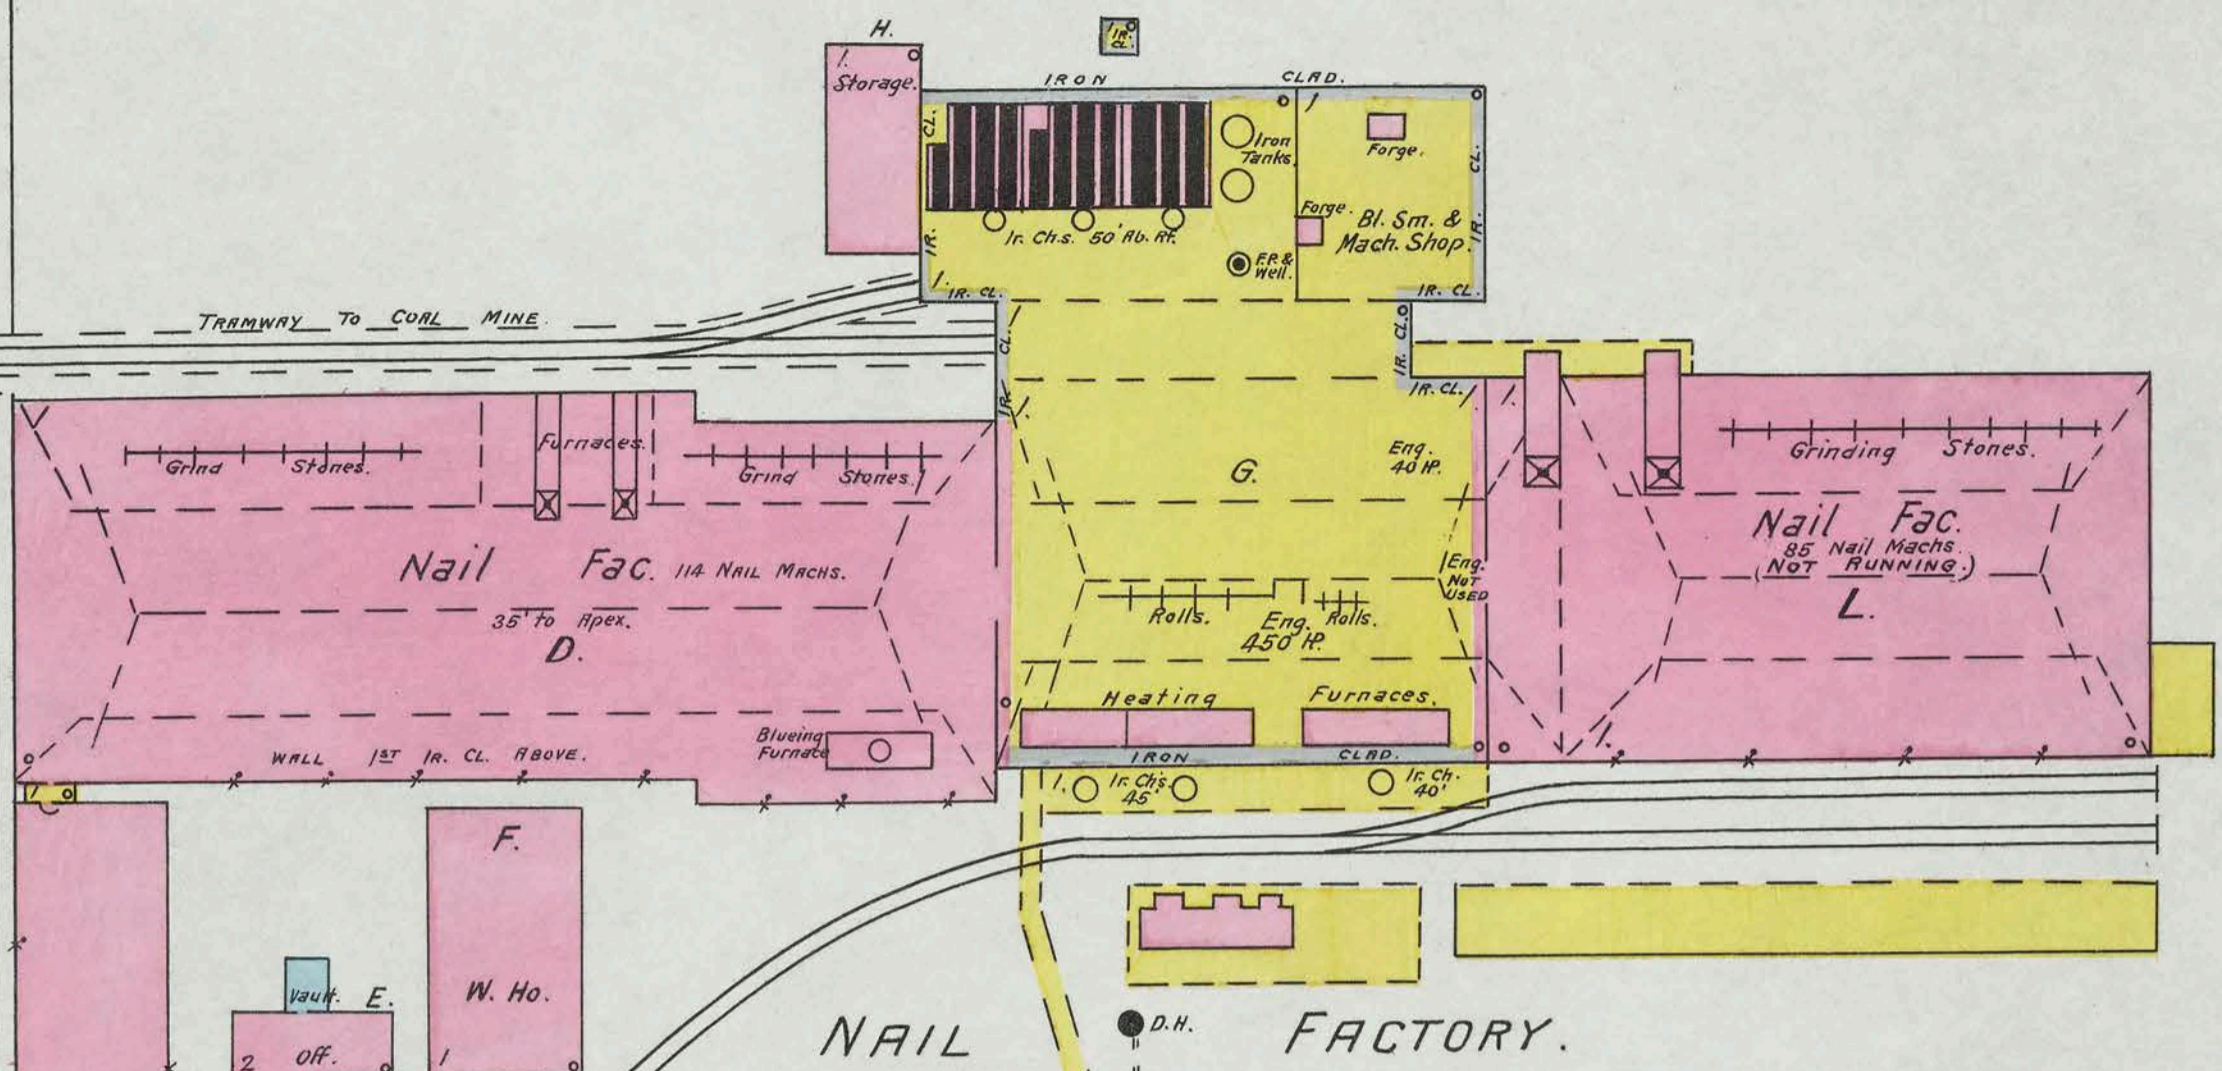 H.
1.
Storage.
1
IR.
CL.
IRON CLAD.
CL.
IR.
1.
IR. CL.
Iron
Tanks.
Ir. Ch.s. 50' Ab. Rf.
F.P. &
Well.
1
Forge.
Forge.
Bl. Sm. &
Mach. Shop.
CL.
IR.
IR. CL.
TRAMWAY TO COAL MINE.
CL.
IR.
IR. CL.
IR. CL.
Grind Stones.
Furnaces.
Grind Stones.
1
Nail Fac. 114 NAIL MACHS.
35' to Apex.
D.
Blueing
Furnace
WALL 1ST IR. CL. ABOVE.
G.
Eng.
40 HP.
Eng.
NOT
USED
Rolls.
Eng.
450 HP.
Rolls.
Heating Furnaces.
IRON CLAD.
1.
Ir. Ch's.
45'
Ir. Ch.
40'
Grinding Stones.
Nail Fac.
85 Nail Machs.
(NOT RUNNING.)
L.
1.
1
F.
W. Ho.
1
Vault.
E.
2
Off.
NAIL FACTORY.
D.H.